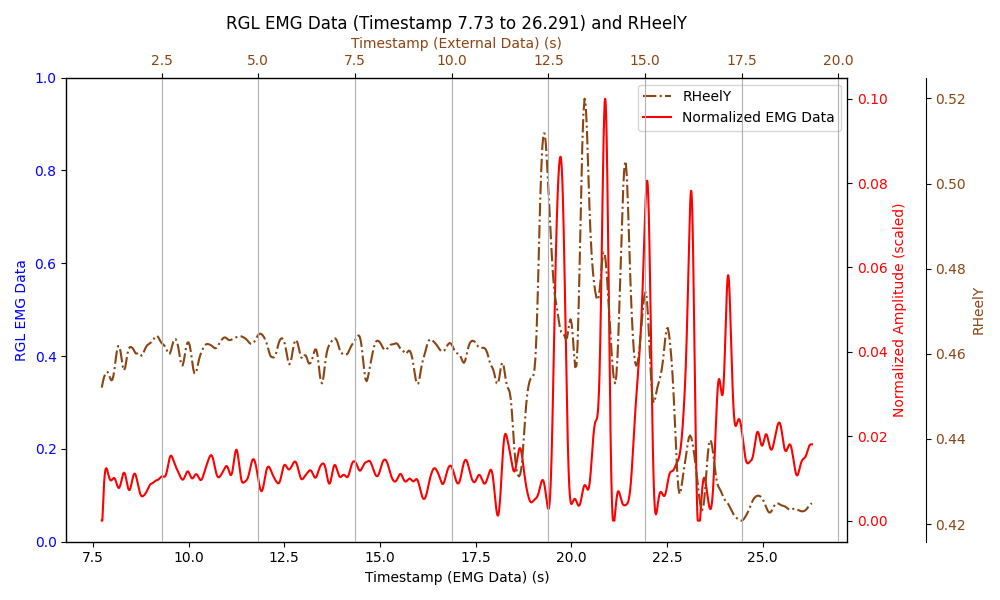 RGL EMG Data (Timestamp 7.73 to 26.291) and RHeelY
Timestamp (External Data) (s)
2.5 5.0 7.5 10.0 12.5 15.0 17.5 20.0
RHeelY
Normalized EMG Data
RGL EMG Data
1.0
0.8
0.6
0.4
0.2
0.0
Normalized Amplitude (scaled)
0.10
0.08
0.06
0.04
0.02
0.00
RHeelY
0.52
0.50
0.48
0.46
0.44
0.42
7.5 10.0 12.5 15.0 17.5 20.0 22.5 25.0
Timestamp (EMG Data) (s)